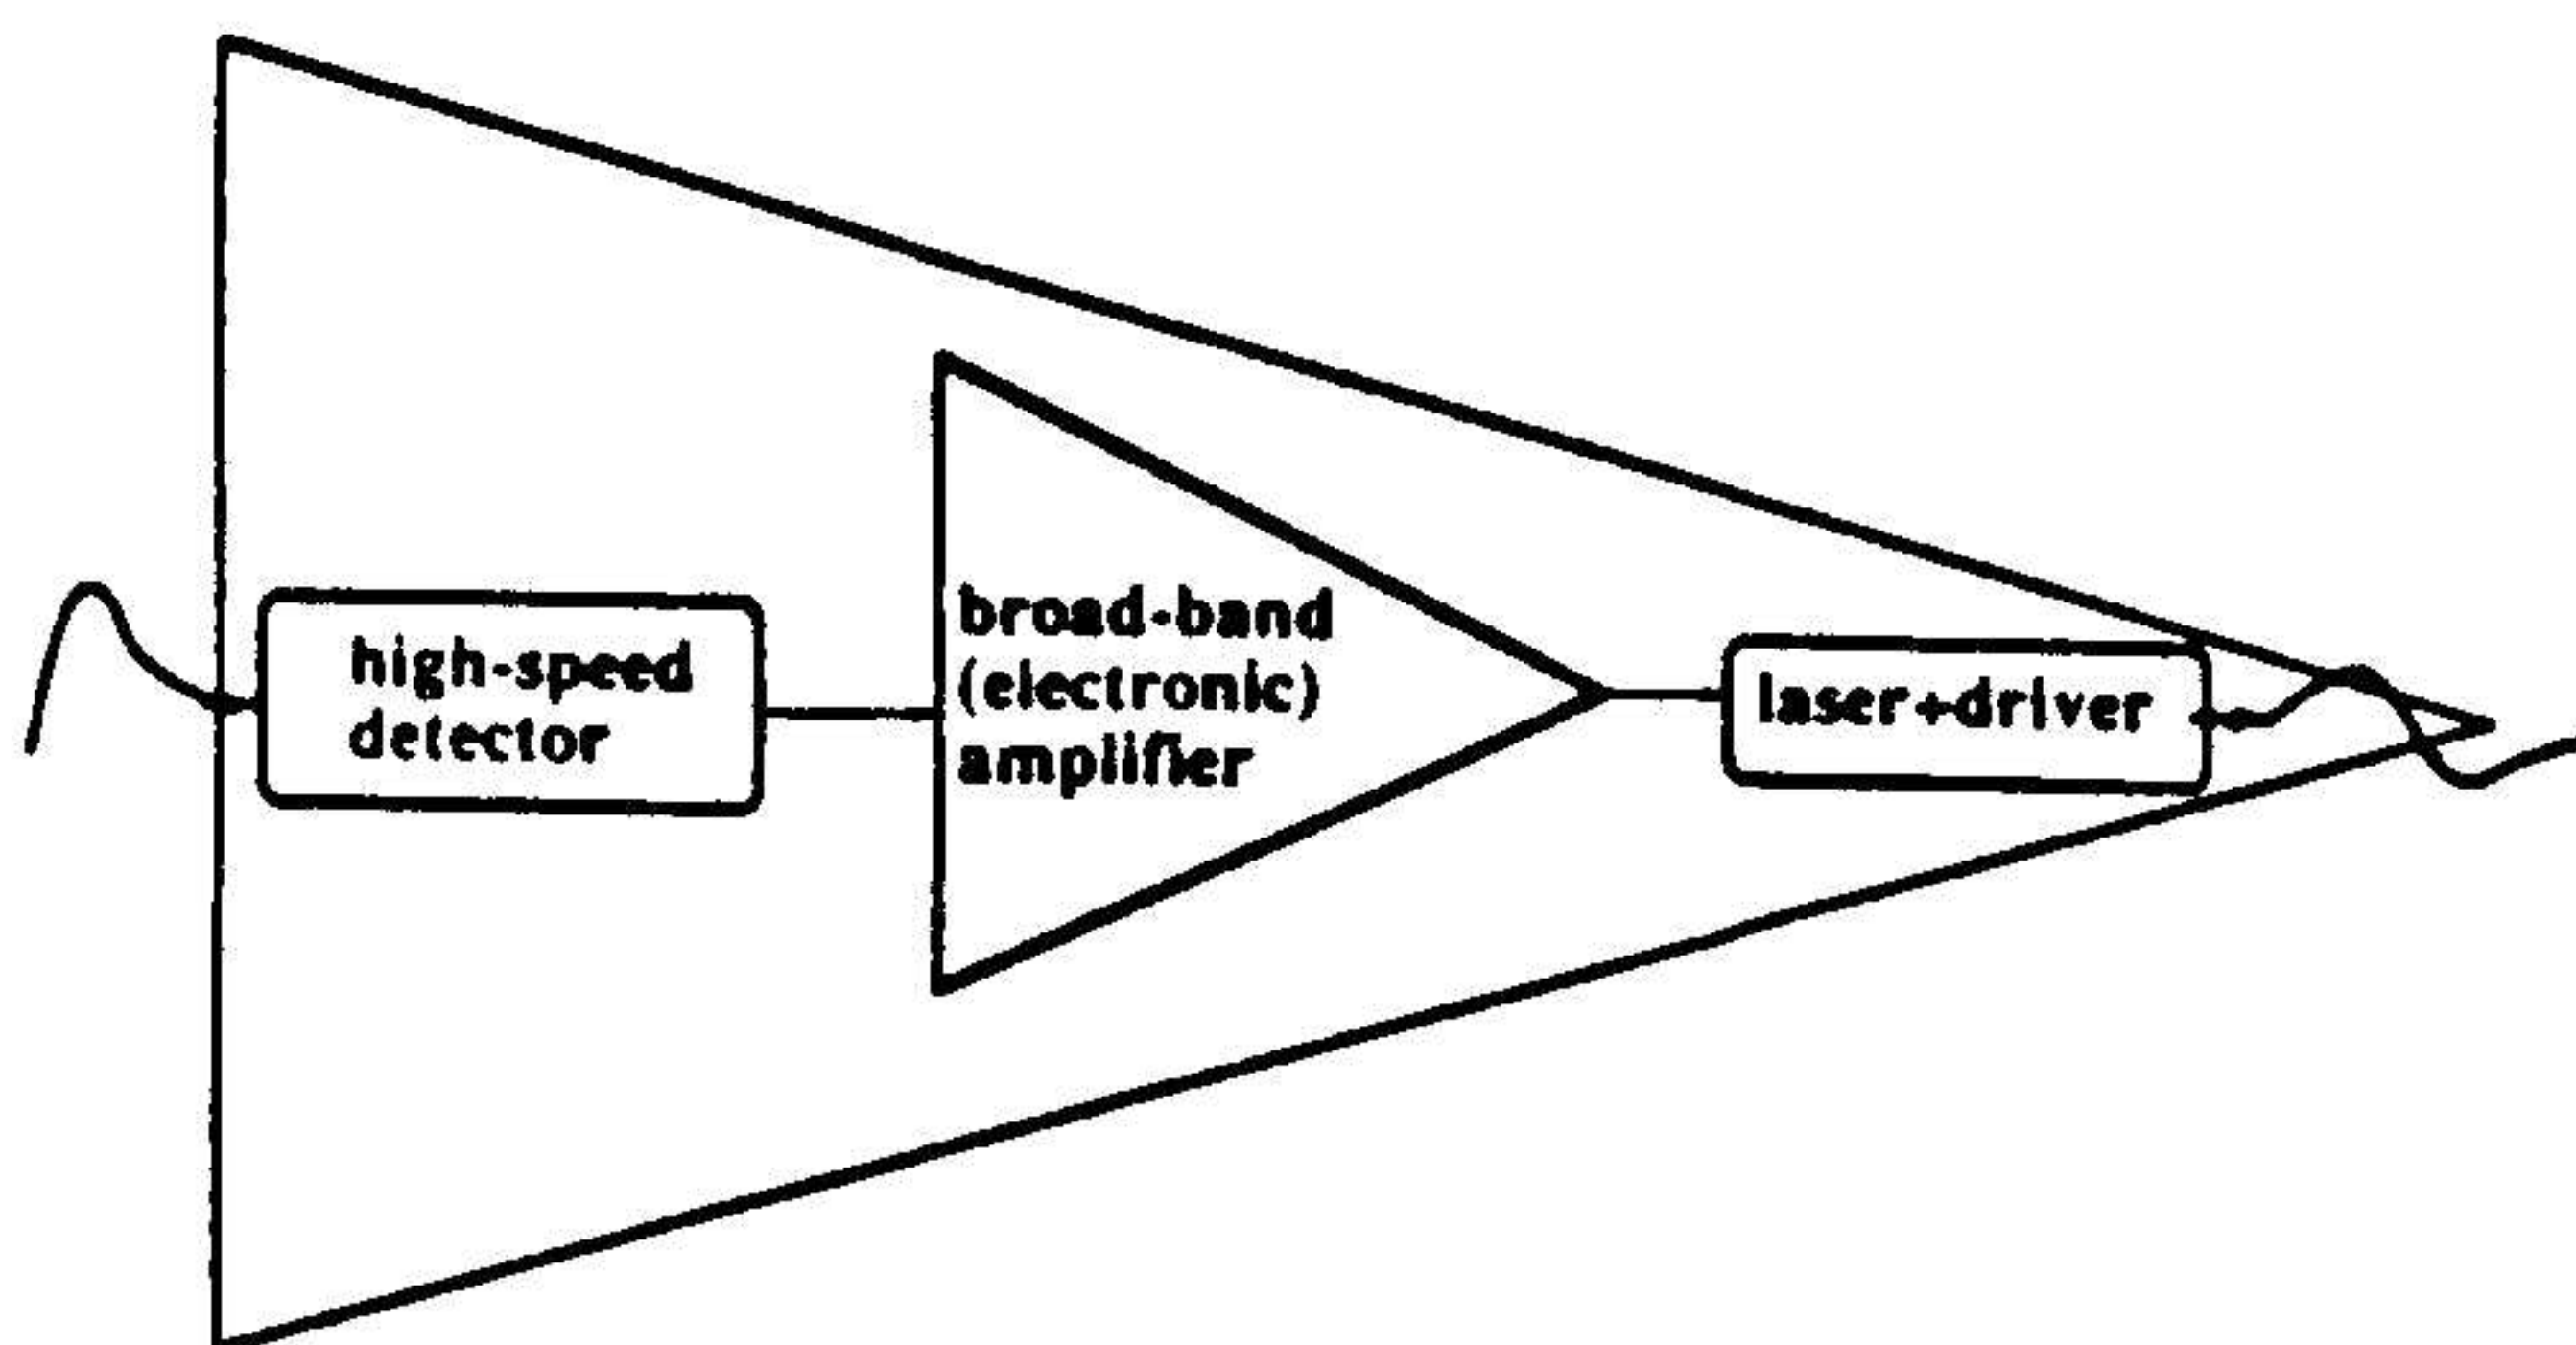 high-speed
detector
broad-band
(electronic)
amplifier
laser+driver